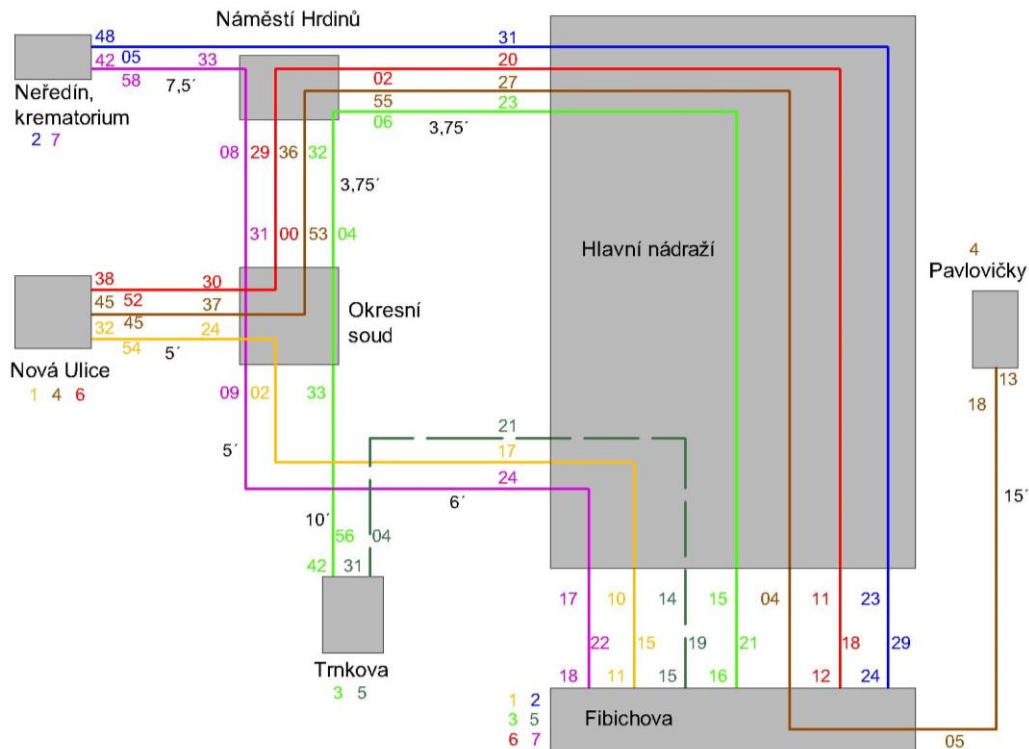 Náměstí Hrdinů
48
31
05
42
33
20
58
7,5´
02
27
55
23
06
3,75´
Neředín,
krematorium
2 7
08 29 36 32
3,75´
31 00 53 04
Hlavní nádraží
4
Pavlovičky
38
30
45
52
37
32
45
24
54
5´
Okresní
soud
Nová Ulice
1 4 6
13
18
09 02 33
21
17
5´
24
6´
15´
10´
56 04
42 31
Trnkova
3 5
17 10 14 15 04 11 23
22 15 19 21 18 29
18 11 15 16 12 24
1 2
3 5
6 7
Fibichova
05